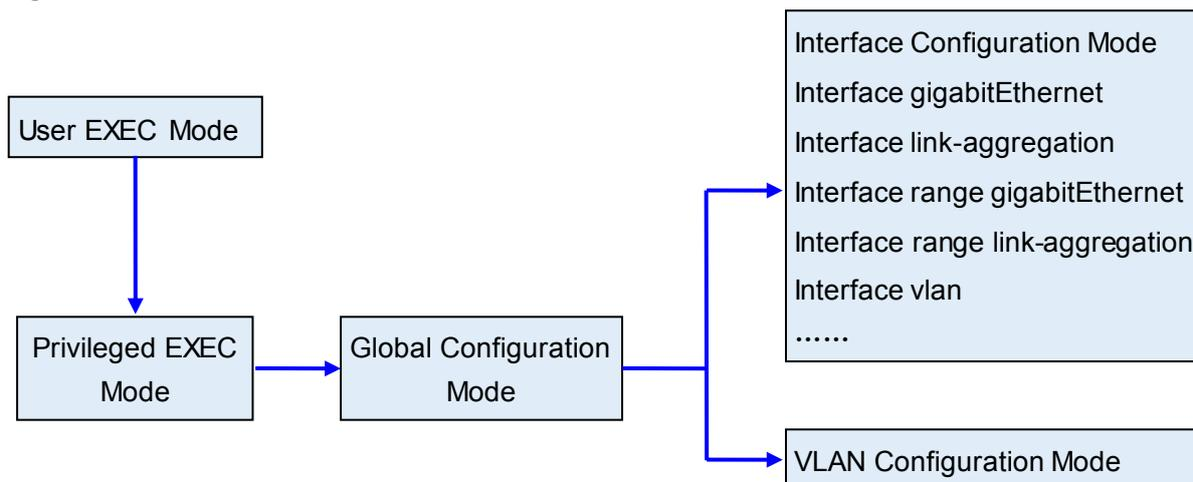 User EXEC Mode
Privileged EXEC
Mode
Global Configuration
Mode
Interface Configuration Mode
Interface gigabitEthernet
Interface link-aggregation
Interface range gigabitEthernet
Interface range link-aggregation
Interface vlan
……
VLAN Configuration Mode